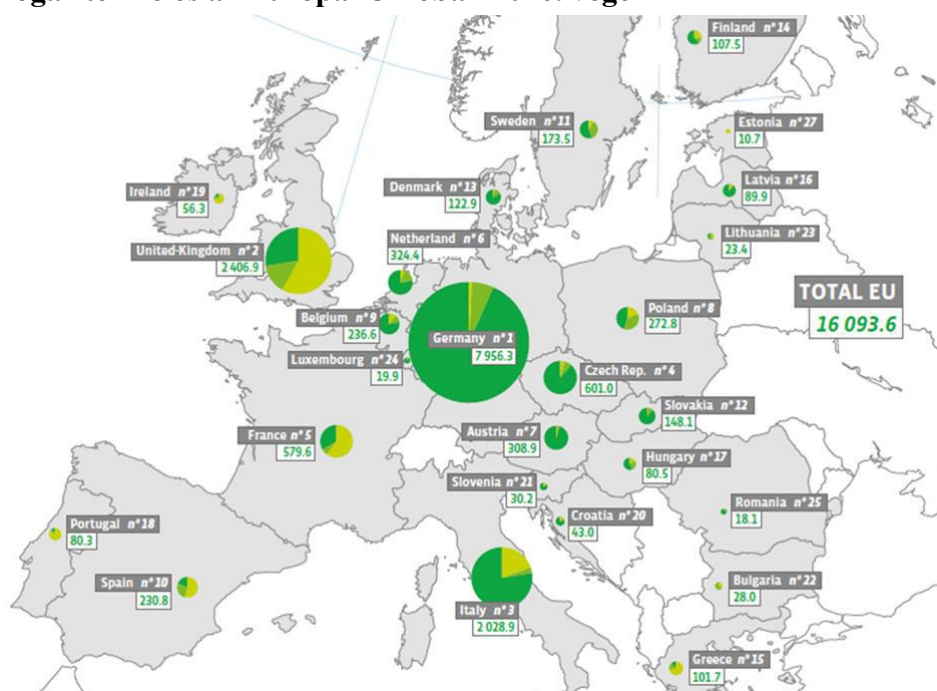 Finland n°14
107.5
Sweden n°11
173.5
Estonia n°27
10.7
Ireland n°19
56.3
Denmark n°13
122.9
Latvia n°16
89.9
Lithuania n°23
23.4
United-Kingdom n°2
2 406.9
Netherland n°6
324.4
TOTAL EU
16 093.6
Belgium n°9
236.6
Germany n°1
7 956.3
Poland n°8
272.8
Luxembourg n°24
19.9
Czech Rep. n°4
601.0
Slovakia n°12
148.1
France n°5
579.6
Austria n°7
308.9
Hungary n°17
80.5
Slovenia n°21
30.2
Croatia n°20
43.0
Romania n°25
18.1
Portugal n°18
80.3
Spain n°10
230.8
Italy n°3
2 028.9
Bulgaria n°22
28.0
Greece n°15
101.7